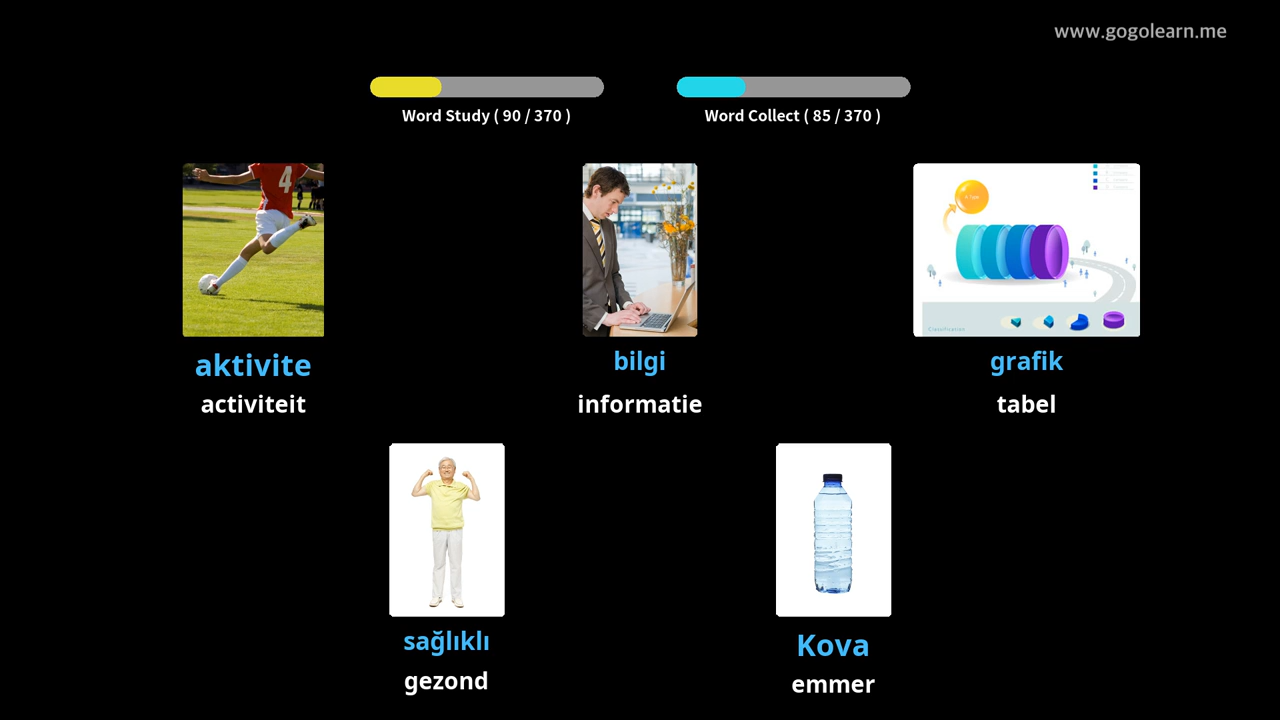 www.gogolearn.me
Word Study ( 90 / 370 )
Word Collect ( 85 / 370 )
aktivite
activiteit
bilgi
informatie
Classification
grafik
tabel
sağlıklı
gezond
Kova
emmer